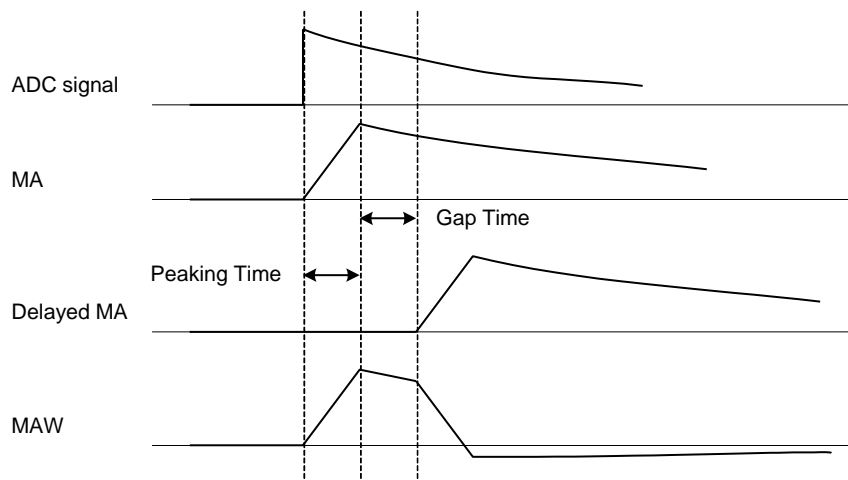 ADC signal
MA
Gap Time
Peaking Time
Delayed MA
MAW